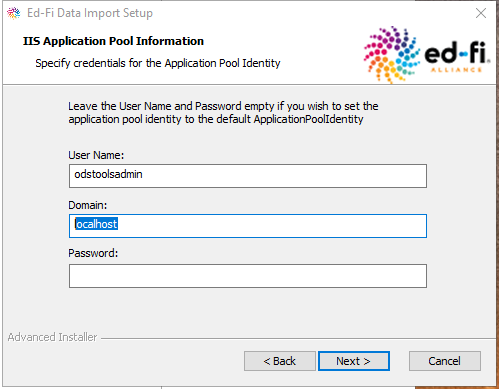 Ed-Fi Data Import Setup
IIS Application Pool Information
Specify credentials for the Application Pool Identity
ed-fi
ALLIANCE
Leave the User Name and Password empty if you wish to set the
application pool identity to the default ApplicationPoolIdentity
User Name:
odstoolsadmin
Domain:
localhost
Password:
Advanced Installer
< Back
Next >
Cancel